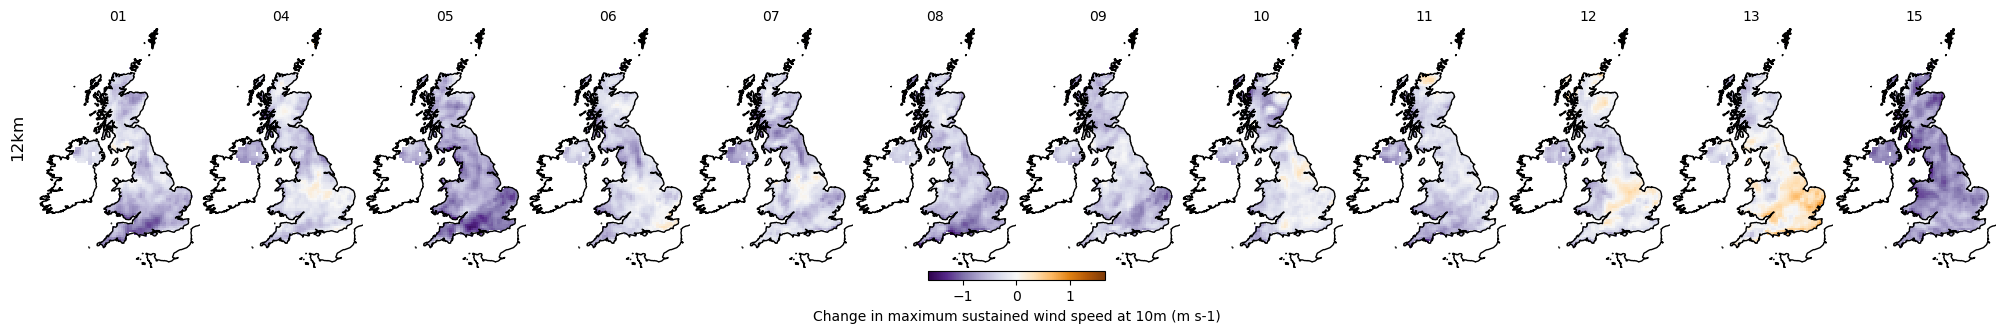 01 04 05 06 07 08 09 10 11 12 13 15
12km
−1 0 1
Change in maximum sustained wind speed at 10m (m s-1)